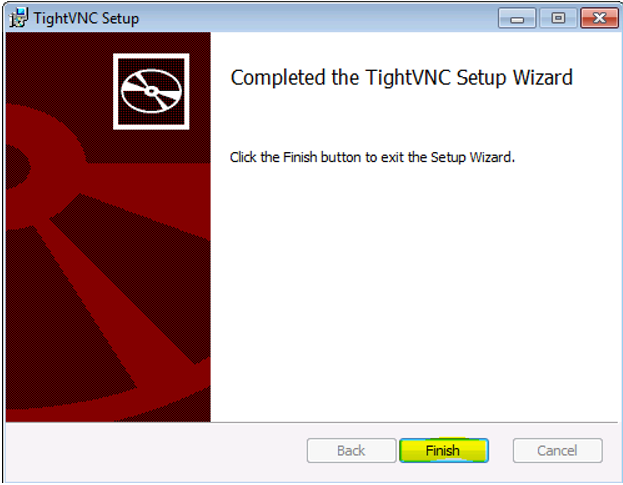 TightVNC Setup
Completed the TightVNC Setup Wizard
Click the Finish button to exit the Setup Wizard.
Back
Finish
Cancel